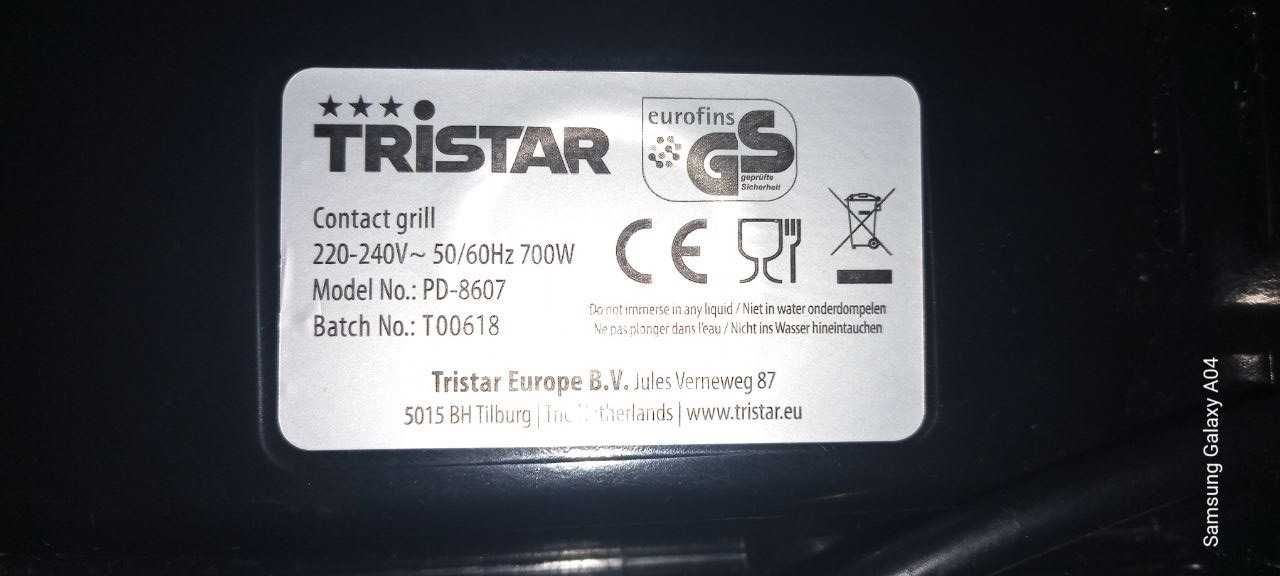 TRiSTAR
eurofins
GS
geprüfte
Sicherheit
Contact grill
220-240V~ 50/60Hz 700W
Model No.: PD-8607
Batch No.: T00618
CE
Do not immerse in any liquid / Niet in water onderdompelen
Ne pas plonger dans l'eau / Nicht ins Wasser hineintauchen
Tristar Europe B.V. Jules Verneweg 87
5015 BH Tilburg | The Netherlands | www.tristar.eu
Samsung Galaxy A04